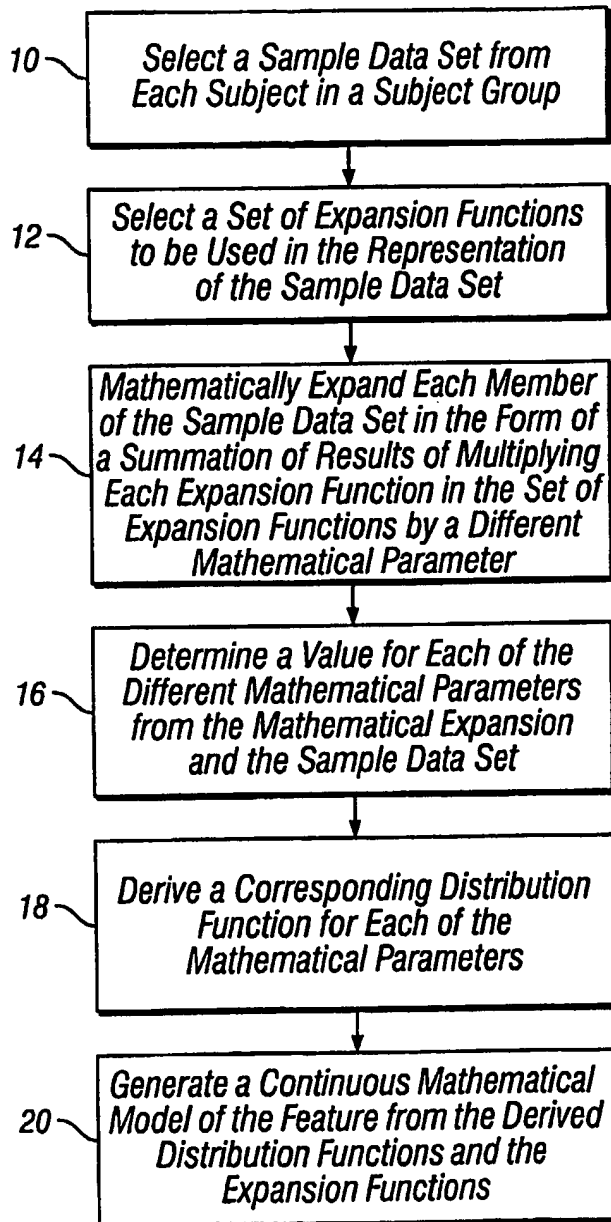 10
Select a Sample Data Set from
Each Subject in a Subject Group
12
Select a Set of Expansion Functions
to be Used in the Representation
of the Sample Data Set
14
Mathematically Expand Each Member
of the Sample Data Set in the Form of
a Summation of Results of Multiplying
Each Expansion Function in the Set of
Expansion Functions by a Different
Mathematical Parameter
16
Determine a Value for Each of the
Different Mathematical Parameters
from the Mathematical Expansion
and the Sample Data Set
18
Derive a Corresponding Distribution
Function for Each of the
Mathematical Parameters
20
Generate a Continuous Mathematical
Model of the Feature from the Derived
Distribution Functions and the
Expansion Functions